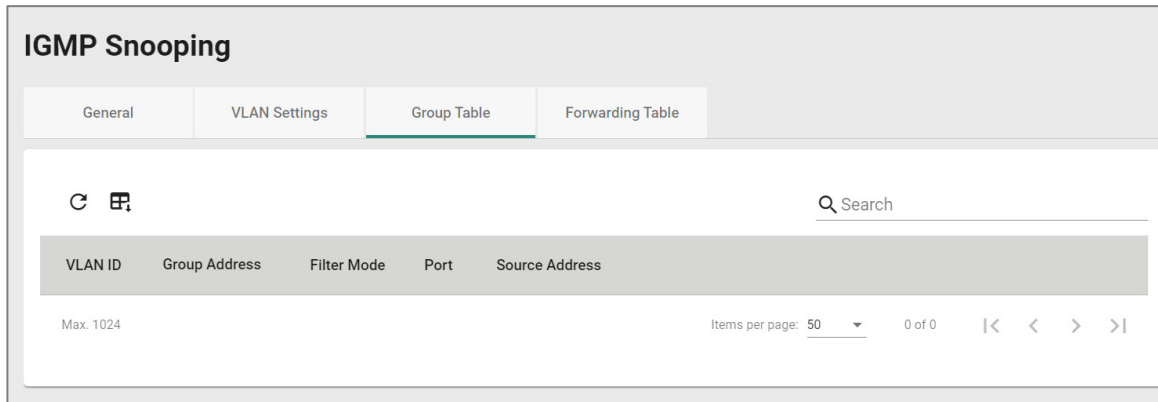 IGMP Snooping
General VLAN Settings Group Table Forwarding Table
Search
VLAN ID Group Address Filter Mode Port Source Address
Max. 1024 Items per page: 50 0 of 0